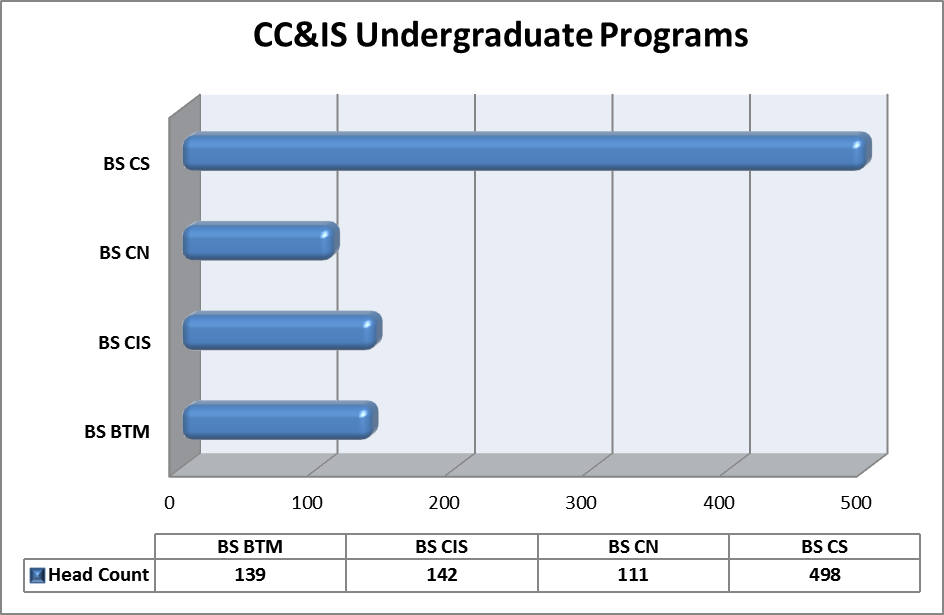 CC&IS Undergraduate Programs
BS CS
BS CN
BS CIS
BS BTM
0 100 200 300 400 500
BS BTM BS CIS BS CN BS CS
Head Count 139 142 111 498